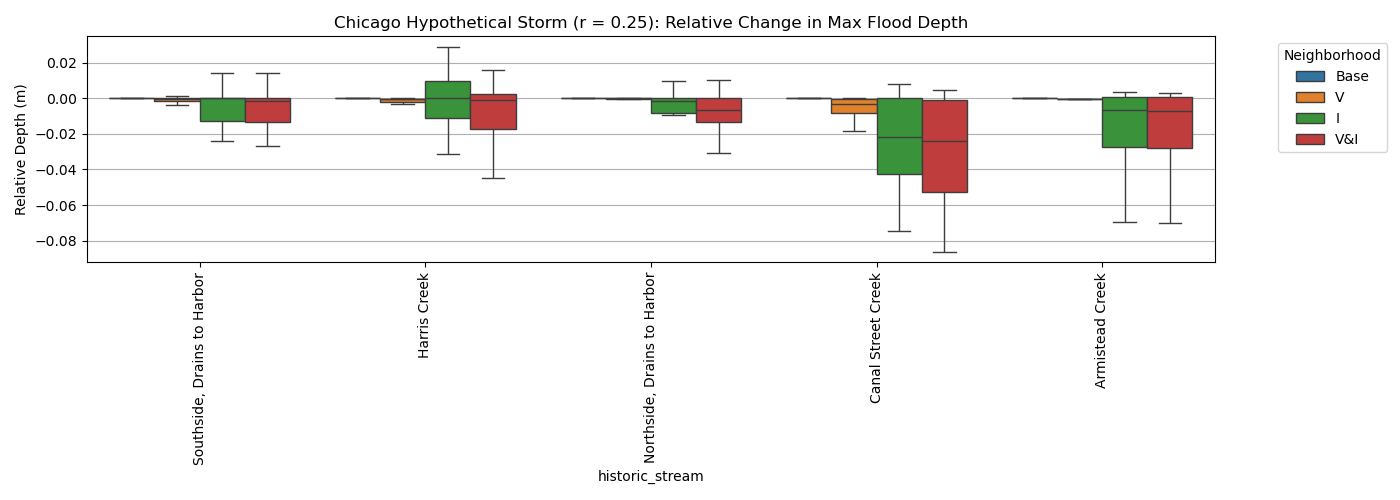 Chicago Hypothetical Storm (r = 0.25): Relative Change in Max Flood Depth
Relative Depth (m)
0.02
0.00
−0.02
−0.04
−0.06
−0.08
Southside, Drains to Harbor
Harris Creek
Northside, Drains to Harbor
Canal Street Creek
Armistead Creek
historic_stream
Neighborhood
Base
V
I
V&I